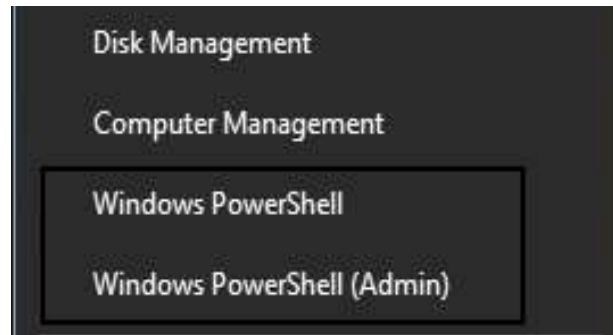 Disk Management
Computer Management
Windows PowerShell
Windows PowerShell (Admin)